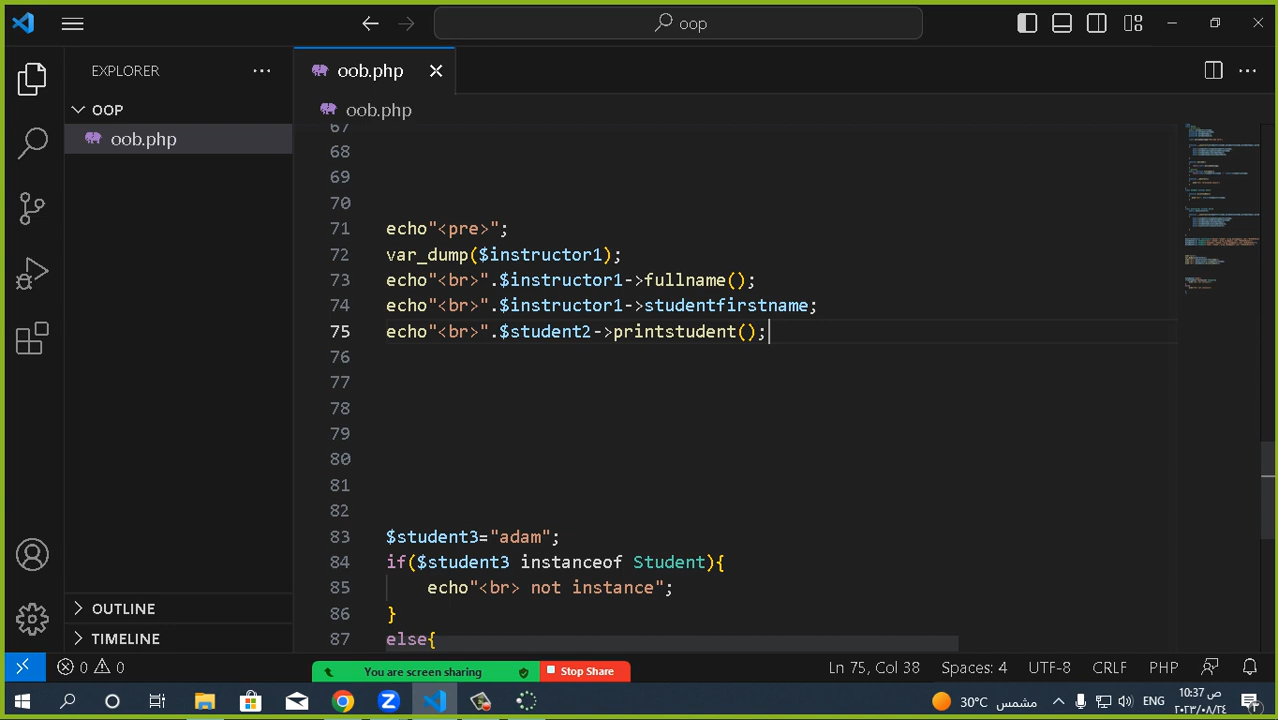 oop
EXPLORER
OOP
oob.php
OUTLINE
TIMELINE
oob.php
oob.php
67
68
69
70
71 echo"<pre>";
72 var_dump($instructor1);
73 echo"<br>".$instructor1->fullname();
74 echo"<br>".$instructor1->studentfirstname;
75 echo"<br>".$student2->printstudent();
76
77
78
79
80
81
82
83 $student3="adam";
84 if($student3 instanceof Student){
85 echo"<br> not instance";
86 }
87 else{
0 0
You are screen sharing
Stop Share
Ln 75, Col 38
Spaces: 4
UTF-8
CRLF
PHP
30°C مشمس
ENG
10:37 ص
٢٠٢٣/٠٨/٢٤